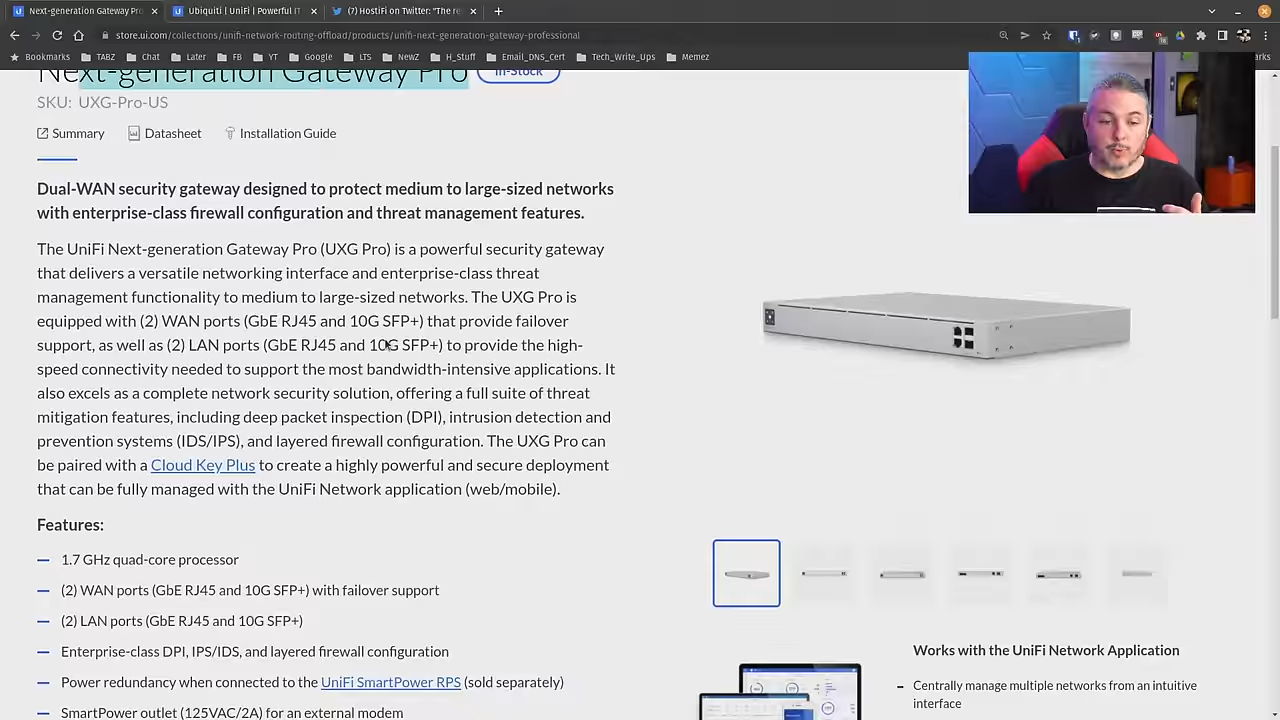 Next-generation Gateway Pro
Ubiquiti | UniFi | Powerful IT
(7) HostiFi on Twitter: "The re
store.ui.com/collections/unifi-network-routing-offload/products/unifi-next-generation-gateway-professional
Bookmarks TABZ Chat Later FB YT Google LTS NewZ H_Stuff Email_DNS_Cert Tech_Write_Ups Memez
Next-generation Gateway Pro In-Stock
SKU: UXG-Pro-US
Summary Datasheet Installation Guide
Dual-WAN security gateway designed to protect medium to large-sized networks
with enterprise-class firewall configuration and threat management features.
The UniFi Next-generation Gateway Pro (UXG Pro) is a powerful security gateway
that delivers a versatile networking interface and enterprise-class threat
management functionality to medium to large-sized networks. The UXG Pro is
equipped with (2) WAN ports (GbE RJ45 and 10G SFP+) that provide failover
support, as well as (2) LAN ports (GbE RJ45 and 10G SFP+) to provide the high-
speed connectivity needed to support the most bandwidth-intensive applications. It
also excels as a complete network security solution, offering a full suite of threat
mitigation features, including deep packet inspection (DPI), intrusion detection and
prevention systems (IDS/IPS), and layered firewall configuration. The UXG Pro can
be paired with a Cloud Key Plus to create a highly powerful and secure deployment
that can be fully managed with the UniFi Network application (web/mobile).
Features:
1.7 GHz quad-core processor
(2) WAN ports (GbE RJ45 and 10G SFP+) with failover support
(2) LAN ports (GbE RJ45 and 10G SFP+)
Enterprise-class DPI, IPS/IDS, and layered firewall configuration
Power redundancy when connected to the UniFi SmartPower RPS (sold separately)
SmartPower outlet (125VAC/2A) for an external modem
Works with the UniFi Network Application
Centrally manage multiple networks from an intuitive
interface